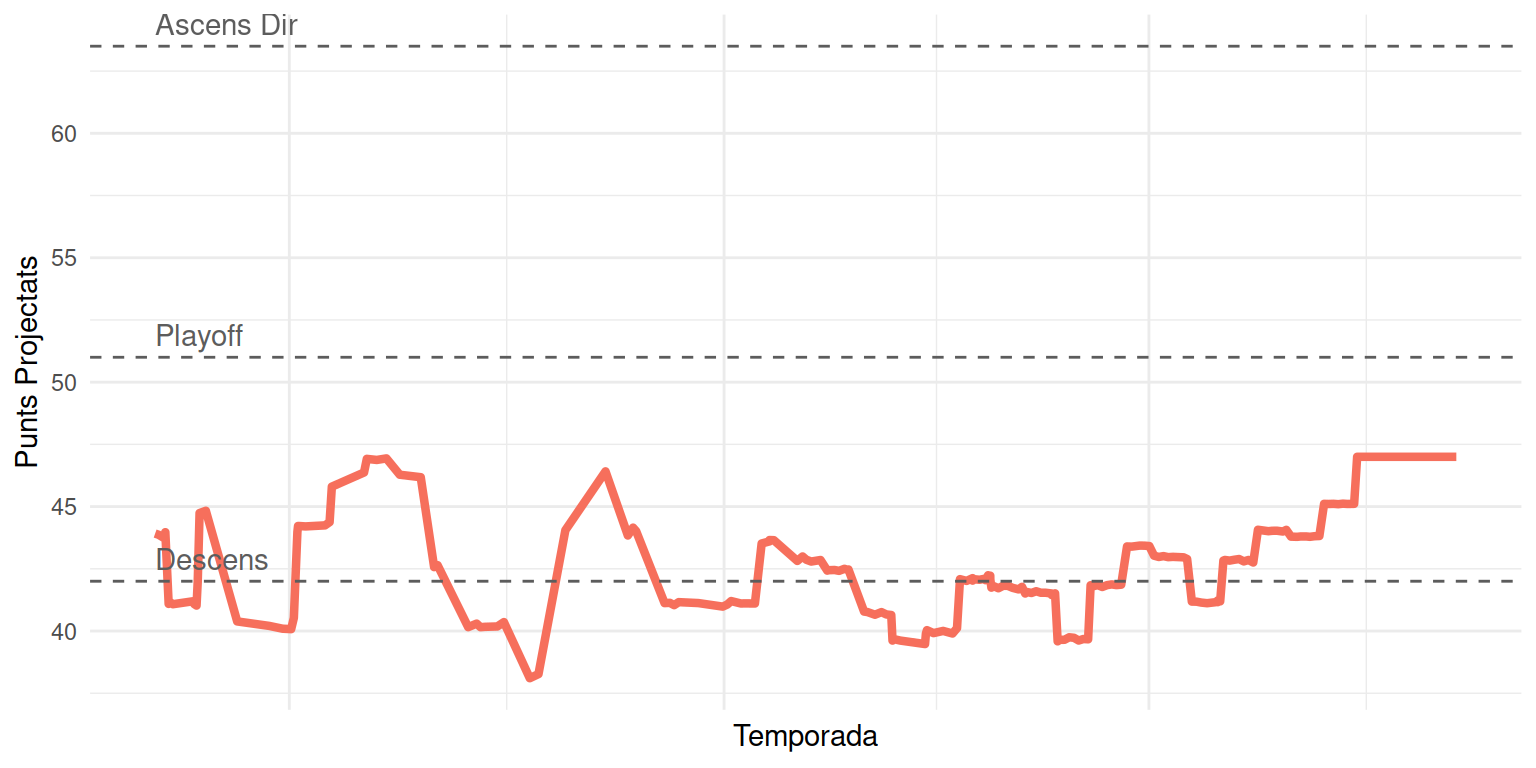 Ascens Dir
60
55
Playoff
50
45
Descens
40
Punts Projectats
Temporada